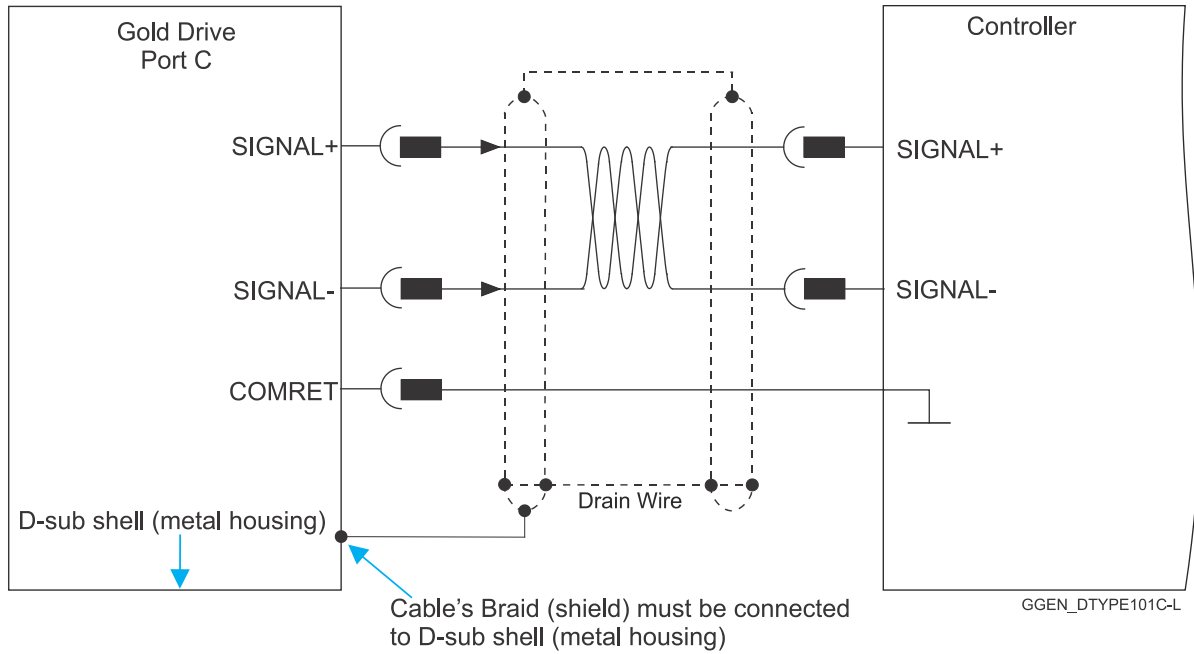 Gold Drive
Port C
Controller
SIGNAL+
SIGNAL+
SIGNAL-
SIGNAL-
COMRET
Drain Wire
D-sub shell (metal housing)
Cable's Braid (shield) must be connected
to D-sub shell (metal housing)
GGEN_DTYPE101C-L